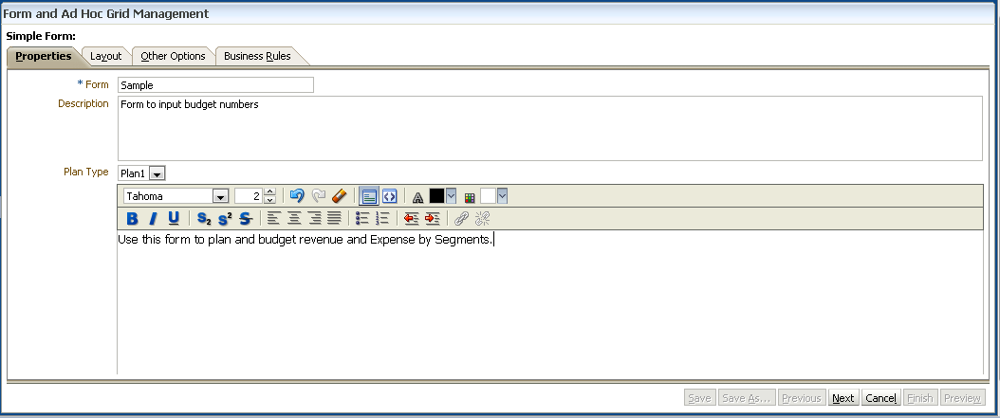 Form and Ad Hoc Grid Management
Simple Form:
Properties Layout Other Options Business Rules
* Form Sample
Description Form to input budget numbers
Plan Type Plan1
Tahoma 2 A
B I U S2 S2 S
Use this form to plan and budget revenue and Expense by Segments.
Save Save As... Previous Next Cancel Finish Preview